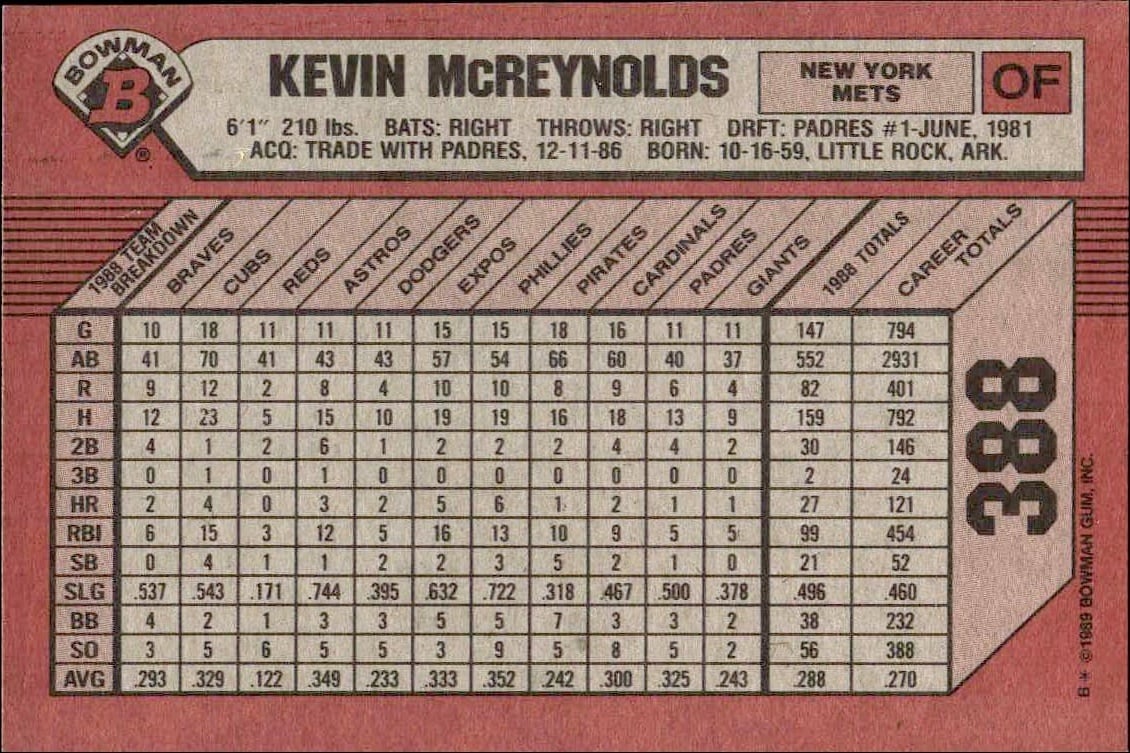 BOWMAN
B
®
KEVIN McREYNOLDS
NEW YORK
METS
OF
6'1" 210 lbs. BATS: RIGHT THROWS: RIGHT DRFT: PADRES #1-JUNE, 1981
ACQ: TRADE WITH PADRES, 12-11-86 BORN: 10-16-59, LITTLE ROCK, ARK.
1988 TEAM BREAKDOWN BRAVES CUBS REDS ASTROS DODGERS EXPOS PHILLIES PIRATES CARDINALS PADRES GIANTS 1988 TOTALS CAREER TOTALS
G 10 18 11 11 11 15 15 18 16 11 11 147 794
AB 41 70 41 43 43 57 54 66 60 40 37 552 2931
R 9 12 2 8 4 10 10 8 9 6 4 82 401
H 12 23 5 15 10 19 19 16 18 13 9 159 792
2B 4 1 2 6 1 2 2 2 4 4 2 30 146
3B 0 1 0 1 0 0 0 0 0 0 0 2 24
HR 2 4 0 3 2 5 6 1 2 1 1 27 121
RBI 6 15 3 12 5 16 13 10 9 5 5 99 454
SB 0 4 1 1 2 2 3 5 2 1 0 21 52
SLG .537 .543 .171 .744 .395 .632 .722 .318 .467 .500 .378 .496 .460
BB 4 2 1 3 3 5 5 7 3 3 2 38 232
SO 3 5 6 5 5 3 9 5 8 5 2 56 388
AVG .293 .329 .122 .349 .233 .333 .352 .242 .300 .325 .243 .288 .270
388
B* ©1989 BOWMAN GUM, INC.